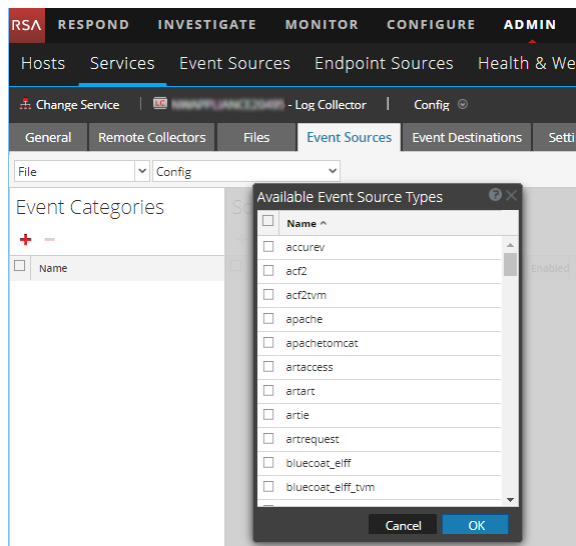 RSA RESPOND INVESTIGATE MONITOR CONFIGURE ADMIN
Hosts Services Event Sources Endpoint Sources Health & We
Change Service | LC - Log Collector | Config
General Remote Collectors Files Event Sources Event Destinations Setti
File Config
Available Event Source Types
Event Categories
Name
Name
Enabled
accurev
acf2
acf2tvm
apache
apachetomcat
artaccess
artart
artie
artrequest
bluecoat_elff
bluecoat_elff_tvm
Cancel OK